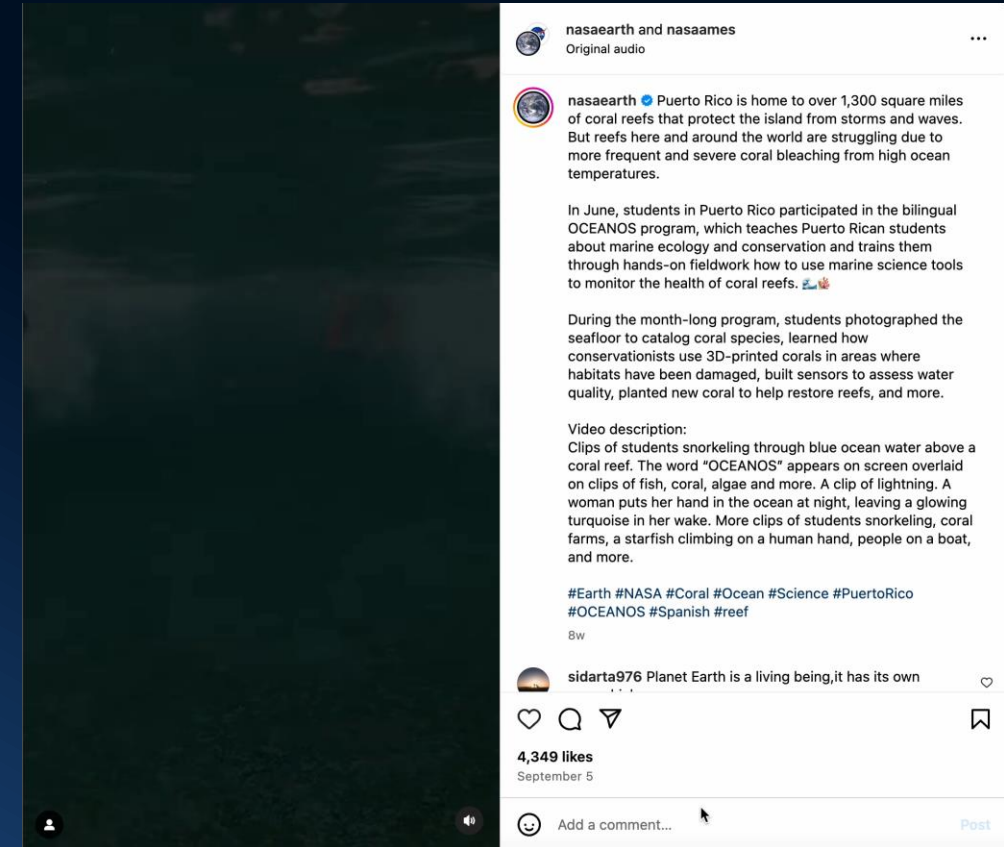 nasaearth and nasaames
Original audio
nasaearth Puerto Rico is home to over 1,300 square miles
of coral reefs that protect the island from storms and waves.
But reefs here and around the world are struggling due to
more frequent and severe coral bleaching from high ocean
temperatures.
In June, students in Puerto Rico participated in the bilingual
OCEANOS program, which teaches Puerto Rican students
about marine ecology and conservation and trains them
through hands-on fieldwork how to use marine science tools
to monitor the health of coral reefs. 🌊🪸
During the month-long program, students photographed the
seafloor to catalog coral species, learned how
conservationists use 3D-printed corals in areas where
habitats have been damaged, built sensors to assess water
quality, planted new coral to help restore reefs, and more.
Video description:
Clips of students snorkeling through blue ocean water above a
coral reef. The word “OCEANOS” appears on screen overlaid
on clips of fish, coral, algae and more. A clip of lightning. A
woman puts her hand in the ocean at night, leaving a glowing
turquoise in her wake. More clips of students snorkeling, coral
farms, a starfish climbing on a human hand, people on a boat,
and more.
#Earth #NASA #Coral #Ocean #Science #PuertoRico
#OCEANOS #Spanish #reef
8w
sidarta976 Planet Earth is a living being,it has its own
4,349 likes
September 5
Add a comment...
Post